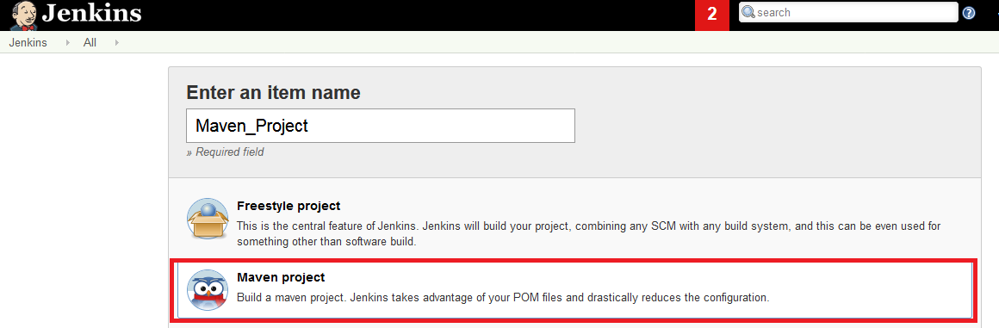 Jenkins
2
search
Jenkins
All
Enter an item name
Maven_Project
» Required field
Freestyle project
This is the central feature of Jenkins. Jenkins will build your project, combining any SCM with any build system, and this can be even used for
something other than software build.
Maven project
Build a maven project. Jenkins takes advantage of your POM files and drastically reduces the configuration.